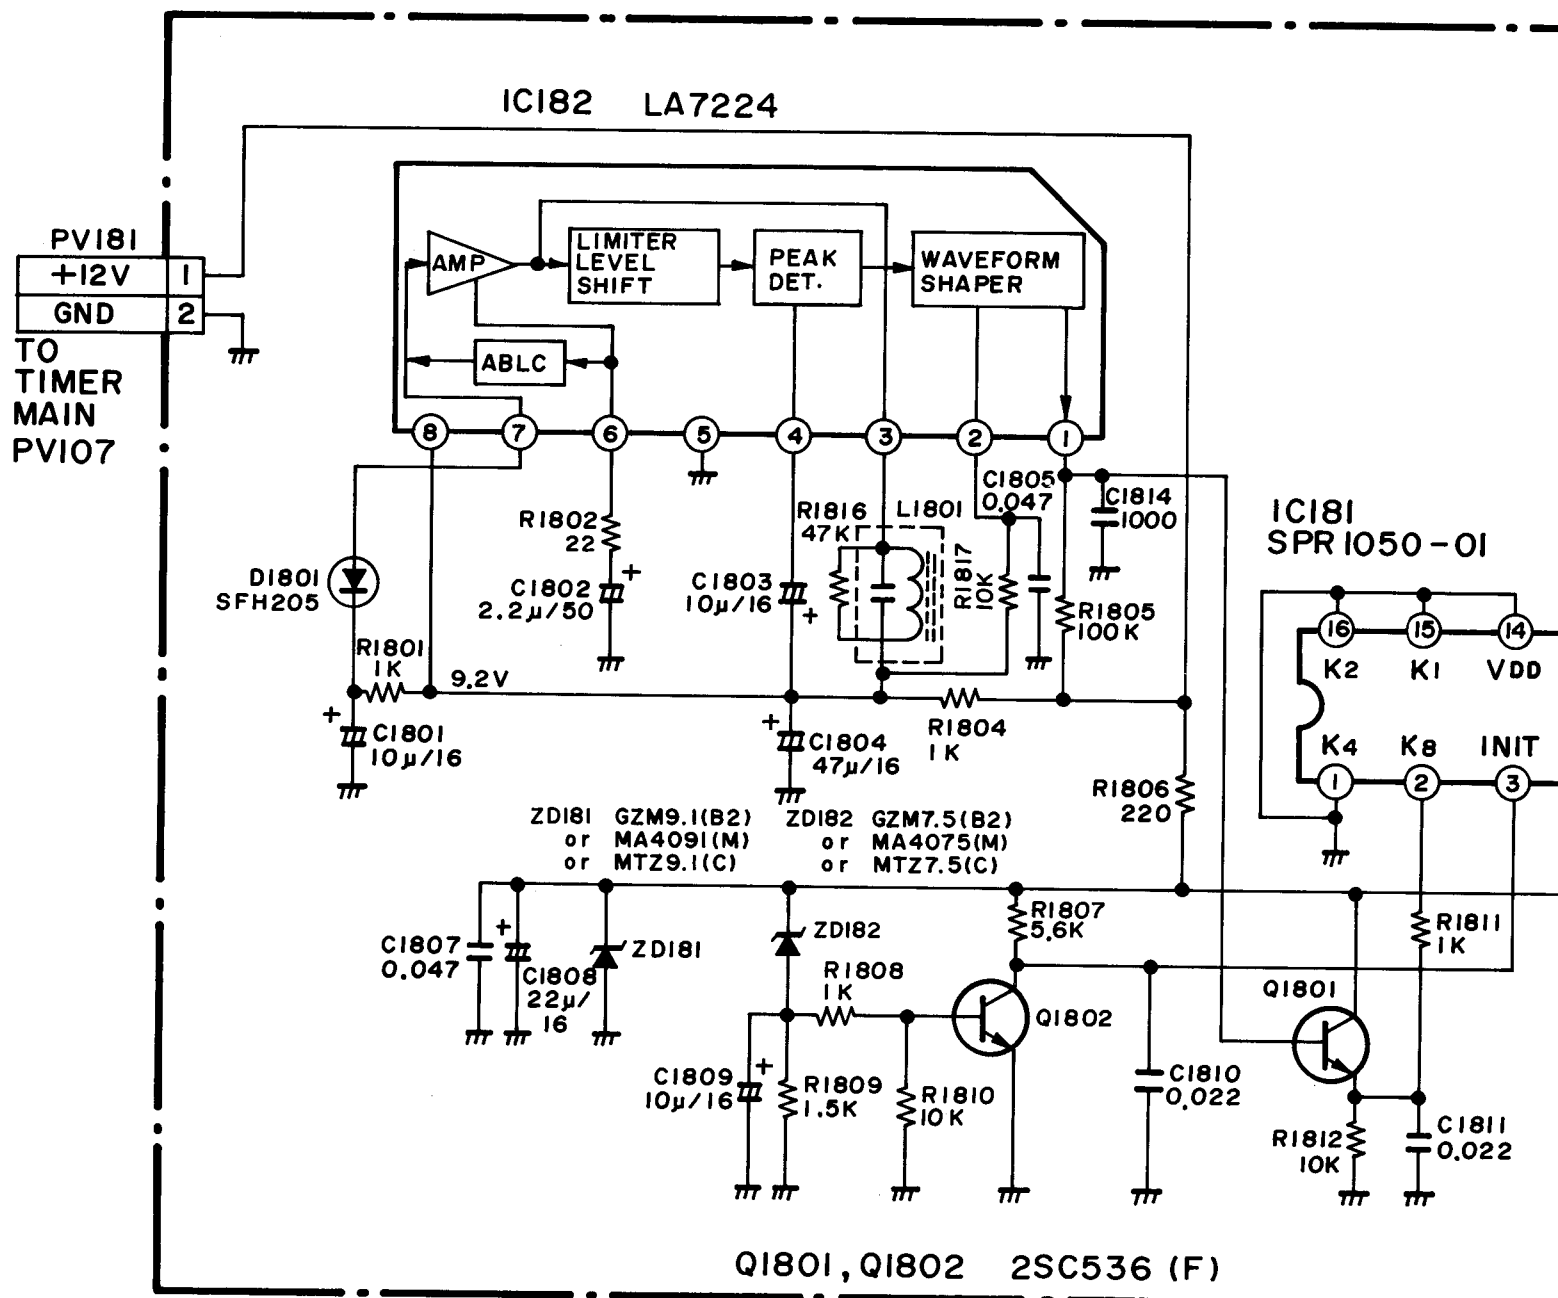 IC182 LA7224
PV181
+12V 1
GND 2
TO
TIMER
MAIN
PV107
AMP
LIMITER
LEVEL
SHIFT
PEAK
DET.
WAVEFORM
SHAPER
ABLC
8 7 6 5 4 3 2 1
R1802
22
C1802
2.2µ/50
+
D1801
SFH205
R1801
1K
9.2V
+
C1801
10µ/16
C1803
10µ/16
+
R1816
47K
L1801
C1805
0.047
R1817
10K
C1814
1000
R1805
100K
+
C1804
47µ/16
R1804
1K
R1806
220
IC181
SPR1050-01
16 15 14
K2 K1 VDD
K4 K8 INIT
1 2 3
ZD181 GZM9.1(B2)
or MA4091(M)
or MTZ9.1(C)
ZD182 GZM7.5(B2)
or MA4075(M)
or MTZ7.5(C)
C1807
0.047
+
C1808
22µ/
16
ZD181
ZD182
R1808
1K
R1807
5.6K
Q1802
C1809
10µ/16
+
R1809
1.5K
R1810
10K
C1810
0.022
Q1801
R1811
1K
R1812
10K
C1811
0.022
Q1801, Q1802 2SC536 (F)